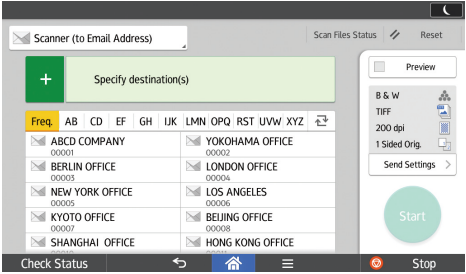 Scanner (to Email Address)
Scan Files Status
Reset
+ Specify destination(s)
Preview
Freq. AB CD EF GH IJK LMN OPQ RST UVW XYZ
ABCD COMPANY
00001
YOKOHAMA OFFICE
00002
BERLIN OFFICE
00003
LONDON OFFICE
00004
NEW YORK OFFICE
00005
LOS ANGELES
00006
KYOTO OFFICE
00007
BEIJING OFFICE
00008
SHANGHAI OFFICE
HONG KONG OFFICE
B & W
TIFF
200 dpi
1 Sided Orig.
Send Settings >
Start
Check Status
Stop